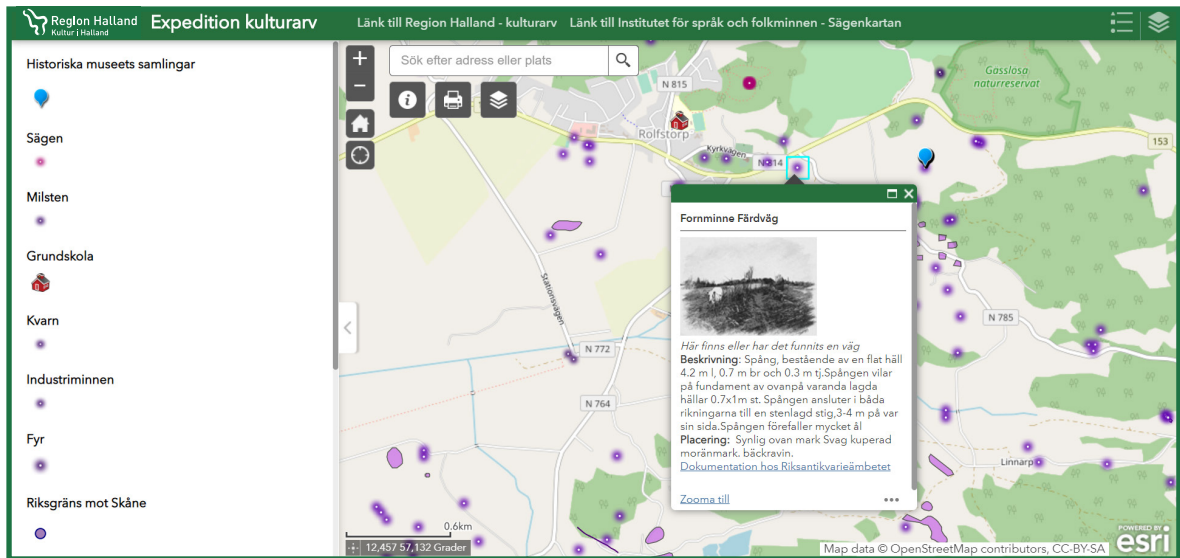 Region Halland
Kultur i Halland
Expedition kulturarv
Länk till Region Halland - kulturarv
Länk till Institutet för språk och folkminnen - Sägenkartan
Historiska museets samlingar
Sägen
Milsten
Grundskola
Kvarn
Industriminnen
Fyr
Riksgräns mot Skåne
+
−
Sök efter adress eller plats
N 815
Rolfstorp
Kyrkvägen
N 814
Gässlösa
naturreservat
153
Stationsvägen
N 772
N 764
N 785
Linnarp
Fornminne Färdväg
Här finns eller har det funnits en väg
Beskrivning: Spång, bestående av en flat häll
4.2 m l, 0.7 m br och 0.3 m tj.Spången vilar
på fundament av ovanpå varanda lagda
hällar 0.7x1m st. Spången ansluter i båda
rikningarna till en stenlagd stig,3-4 m på var
sin sida.Spången förefaller mycket ål
Placering: Synlig ovan mark Svag kuperad
moränmark. bäckravin.
Dokumentation hos Riksantikvarieämbetet
Zooma till
0.6km
12,457 57,132 Grader
Map data © OpenStreetMap contributors, CC-BY-SA
POWERED BY
esri